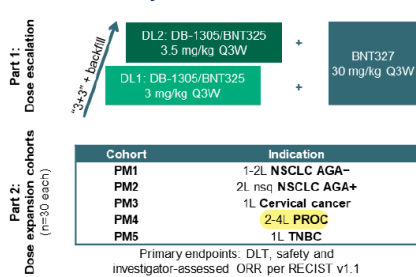 Part 1:
Dose escalation
"3+3" + backfill
DL2: DB-1305/BNT325
3.5 mg/kg Q3W
+
DL1: DB-1305/BNT325
3 mg/kg Q3W
+
BNT327
30 mg/kg Q3W
Part 2:
Dose expansion cohorts
(n=30 each)
Cohort Indication
PM1 1-2L NSCLC AGA−
PM2 2L nsq NSCLC AGA+
PM3 1L Cervical cancer
PM4 2-4L PROC
PM5 1L TNBC
Primary endpoints: DLT, safety and
investigator-assessed ORR per RECIST v1.1